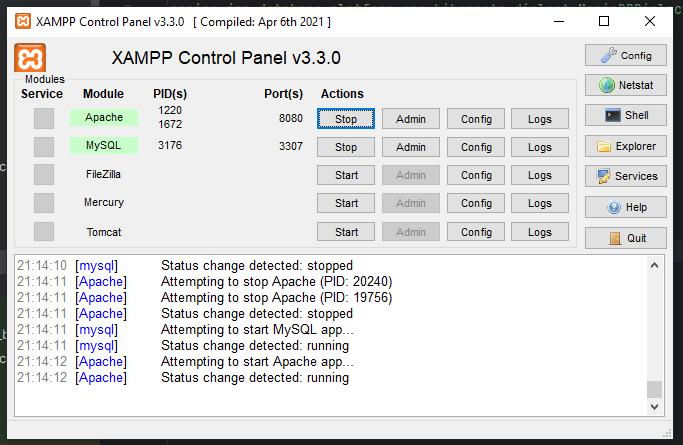 XAMPP Control Panel v3.3.0 [ Compiled: Apr 6th 2021 ]
XAMPP Control Panel v3.3.0
Config
Modules
Service Module PID(s) Port(s) Actions
Netstat
Apache 1220 1672 8080 Stop Admin Config Logs
Shell
MySQL 3176 3307 Stop Admin Config Logs
Explorer
FileZilla Start Admin Config Logs
Services
Mercury Start Admin Config Logs
Help
Tomcat Start Admin Config Logs
Quit
21:14:10 [mysql] Status change detected: stopped
21:14:11 [Apache] Attempting to stop Apache (PID: 20240)
21:14:11 [Apache] Attempting to stop Apache (PID: 19756)
21:14:11 [Apache] Status change detected: stopped
21:14:11 [mysql] Attempting to start MySQL app...
21:14:11 [mysql] Status change detected: running
21:14:12 [Apache] Attempting to start Apache app...
21:14:12 [Apache] Status change detected: running